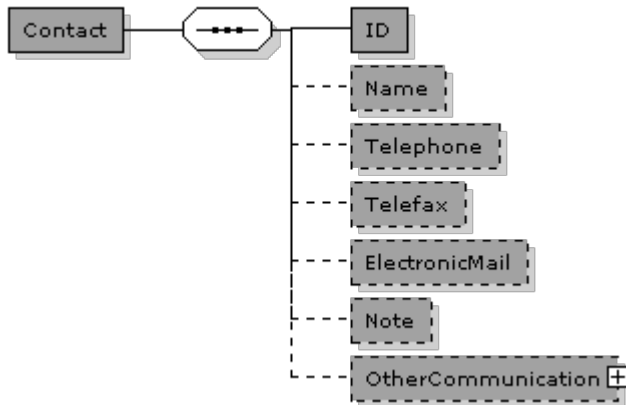 Contact
ID
Name
Telephone
Telefax
ElectronicMail
Note
OtherCommunication